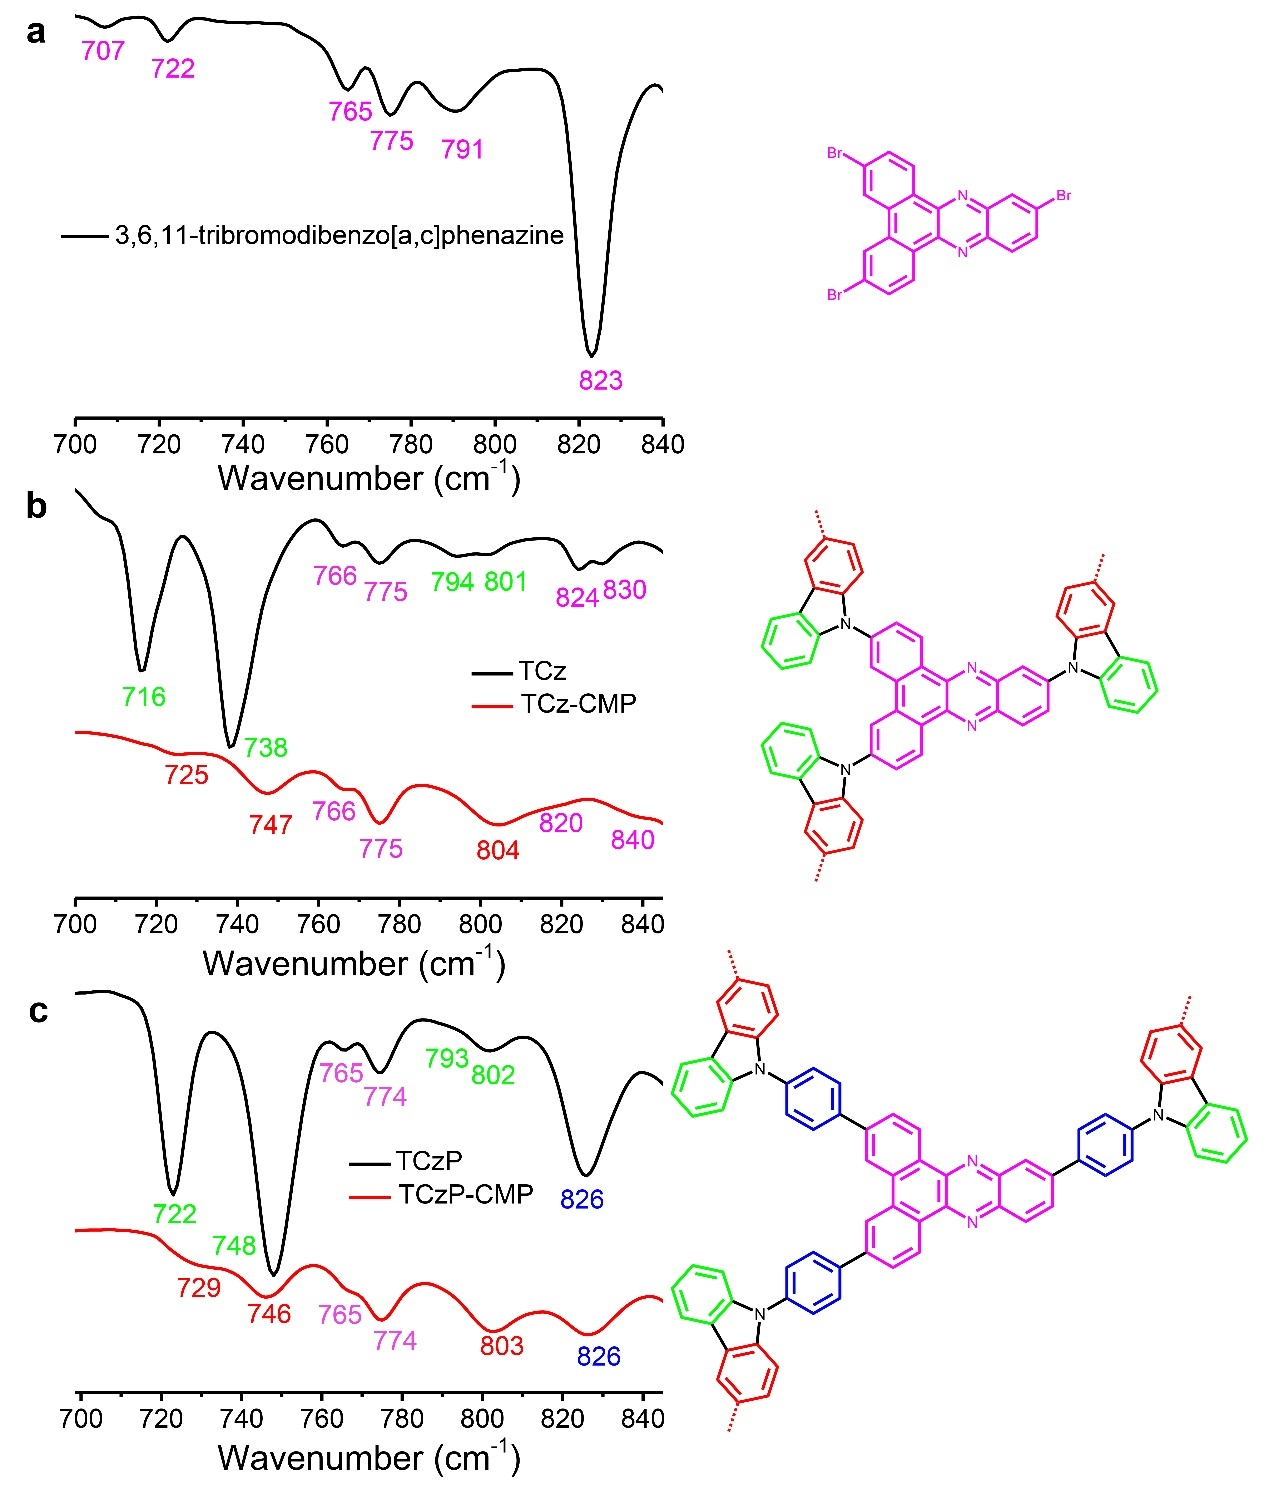 a
707
722
765
775
791
823
3,6,11-tribromodibenzo[a,c]phenazine
700 720 740 760 780 800 820 840
Wavenumber (cm⁻¹)
Br
Br
Br
N
N
b
716
738
766
775
794 801
824 830
TCz
TCz-CMP
725
747
766
775
804
820
840
700 720 740 760 780 800 820 840
Wavenumber (cm⁻¹)
N
N
N
N
N
c
722
748
765
774
793
802
826
TCzP
TCzP-CMP
729
746
765
774
803
826
700 720 740 760 780 800 820 840
Wavenumber (cm⁻¹)
N
N
N
N
N